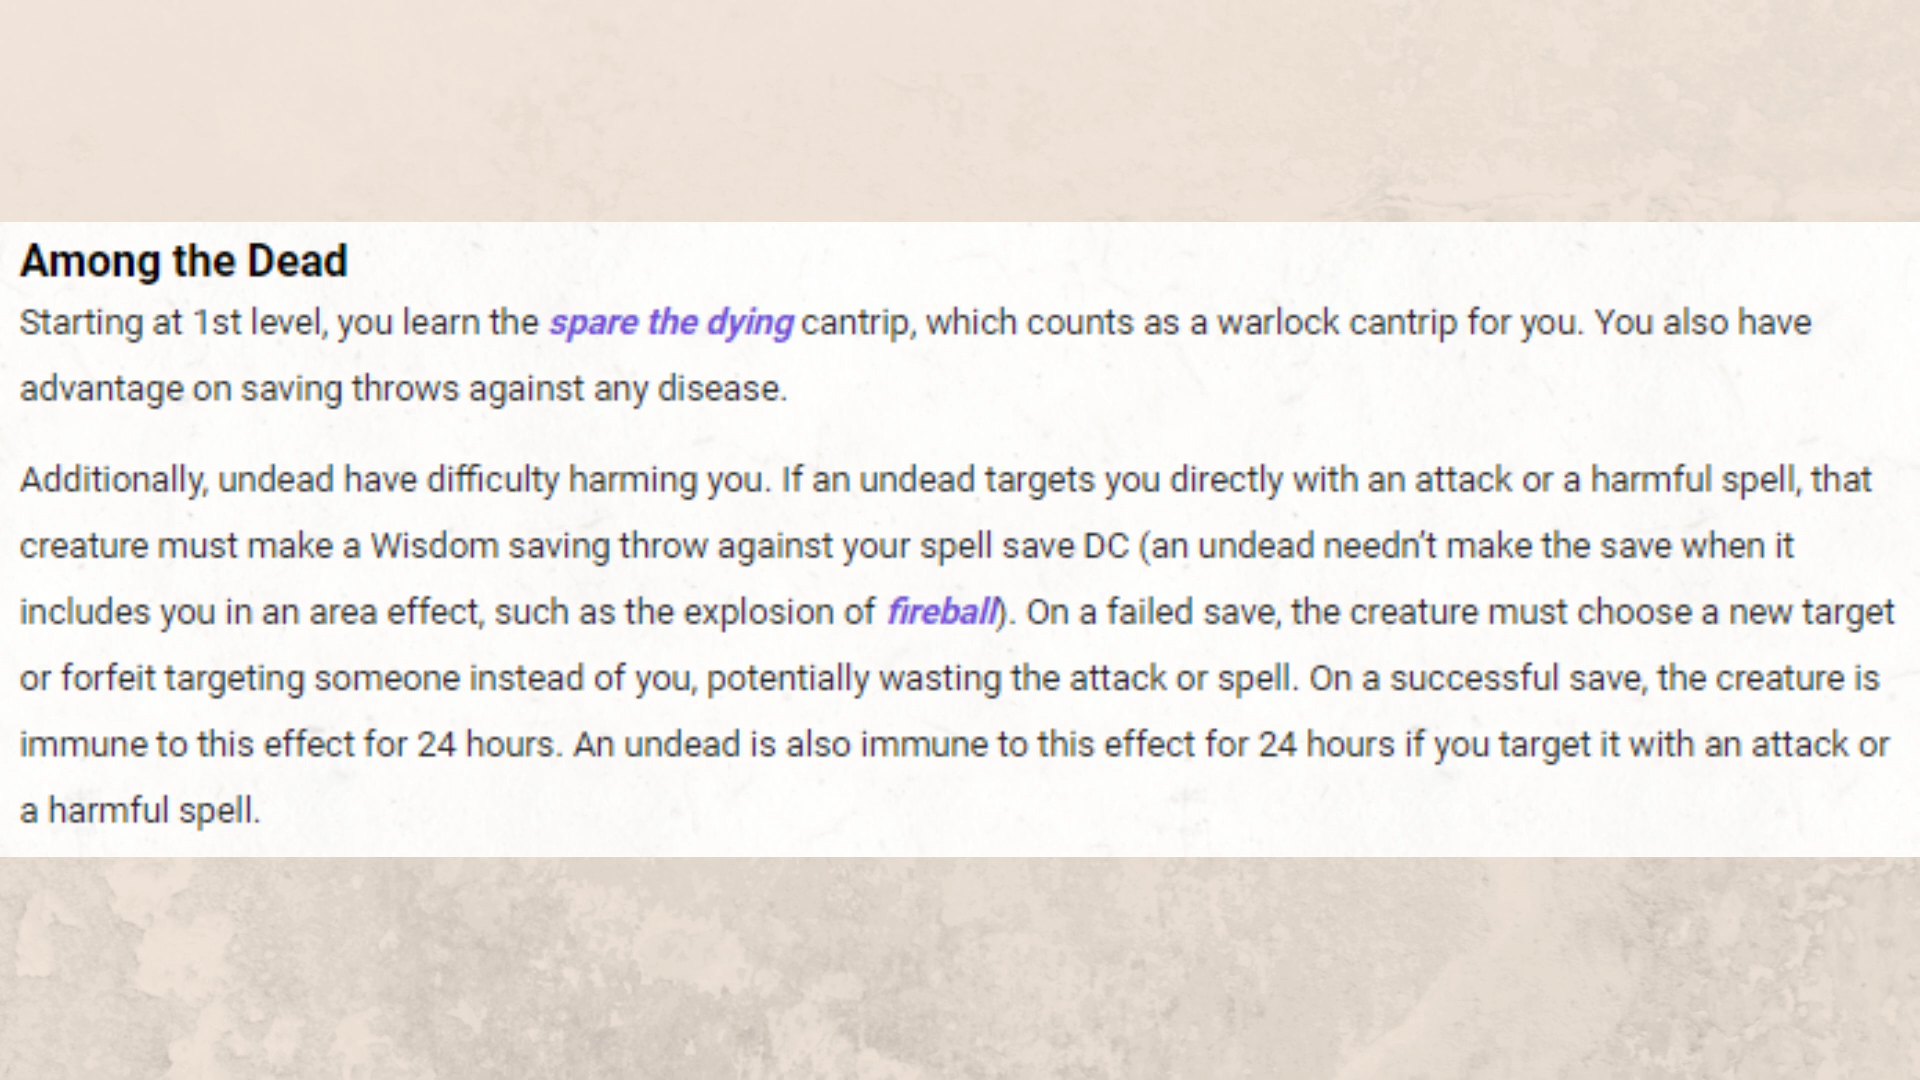 Among the Dead
Starting at 1st level, you learn the spare the dying cantrip, which counts as a warlock cantrip for you. You also have
advantage on saving throws against any disease.
Additionally, undead have difficulty harming you. If an undead targets you directly with an attack or a harmful spell, that
creature must make a Wisdom saving throw against your spell save DC (an undead needn’t make the save when it
includes you in an area effect, such as the explosion of fireball). On a failed save, the creature must choose a new target
or forfeit targeting someone instead of you, potentially wasting the attack or spell. On a successful save, the creature is
immune to this effect for 24 hours. An undead is also immune to this effect for 24 hours if you target it with an attack or
a harmful spell.